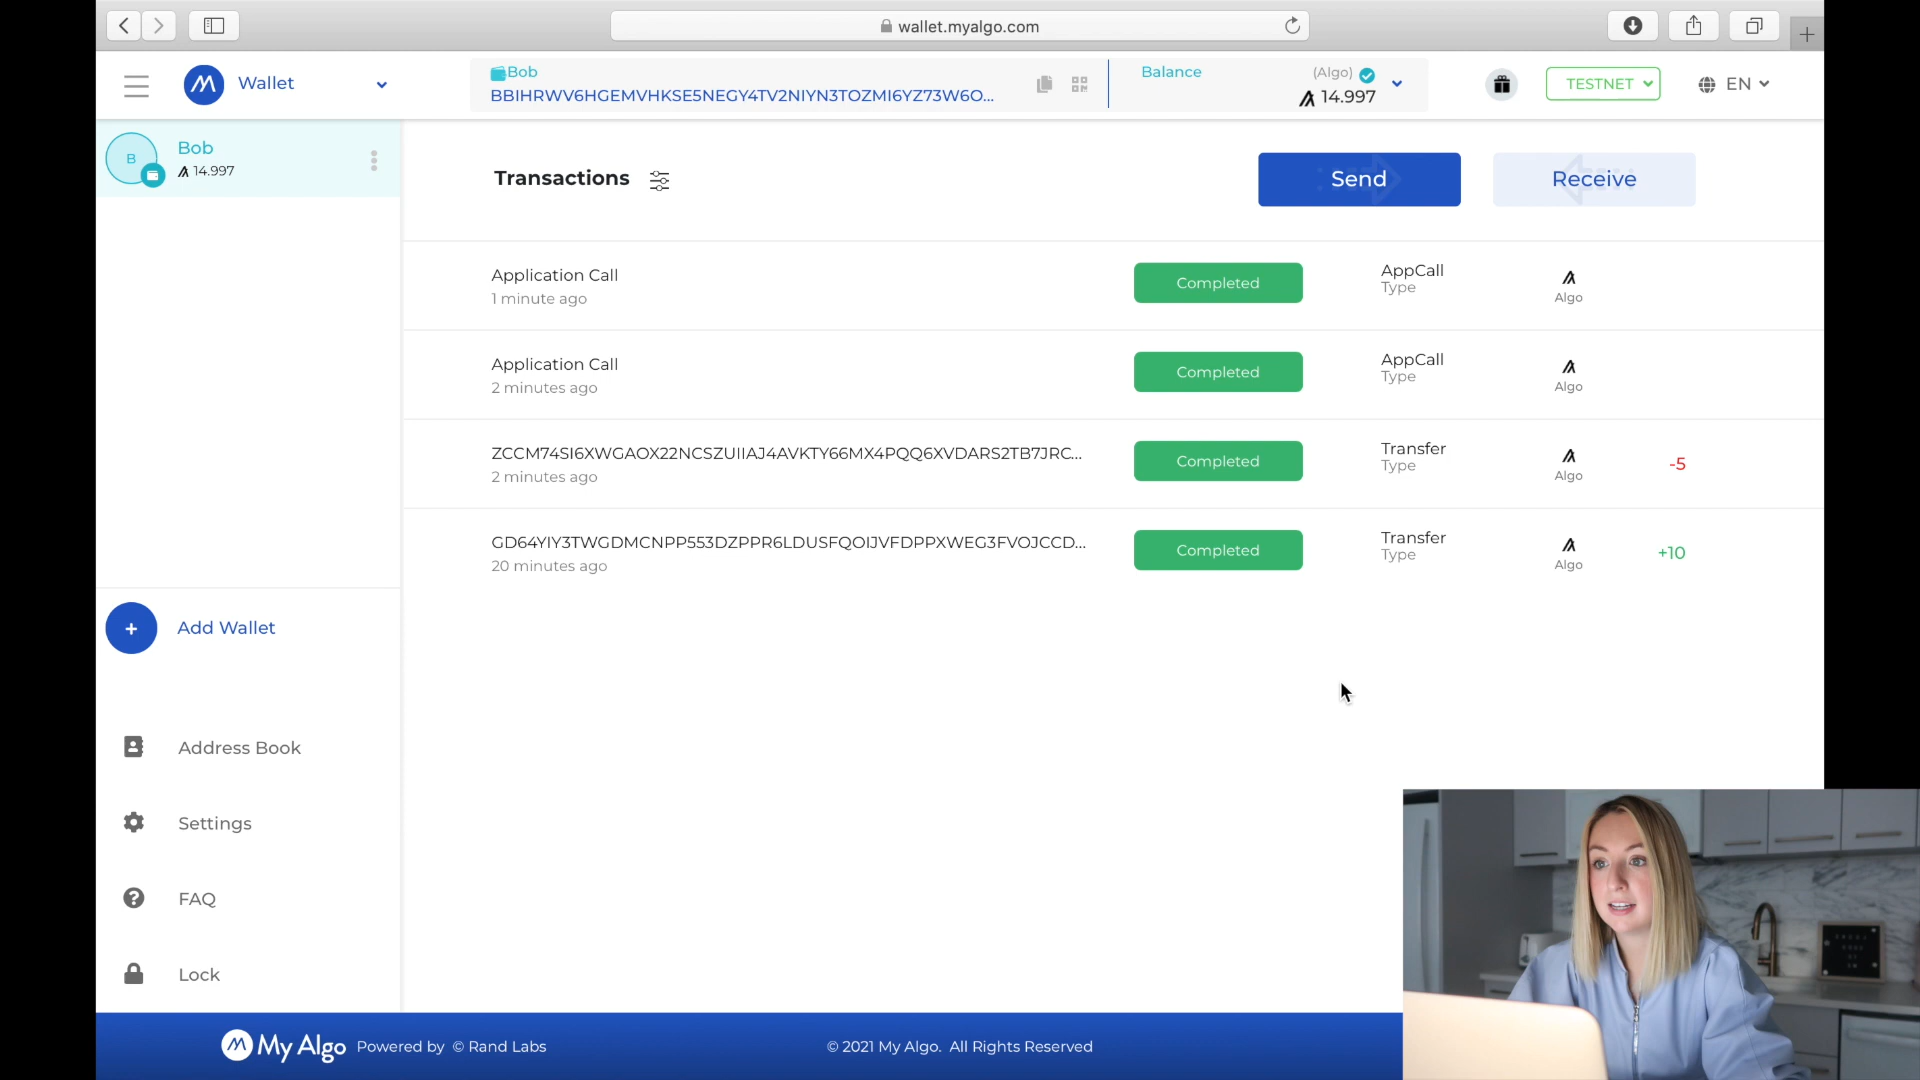 wallet.myalgo.com
Wallet
Bob
BBIHRWV6HGEMVHKSE5NEGY4TV2NIYN3TOZMI6YZ73W6O...
Balance
(Algo)
14.997
TESTNET
EN
B
Bob
14.997
Transactions
Send
Receive
Application Call
1 minute ago
Completed
AppCall
Type
Algo
Application Call
2 minutes ago
Completed
AppCall
Type
Algo
ZCCM74SI6XWGAOX22NCSZUIIAJ4AVKTY66MX4PQQ6XVDARS2TB7JRC...
2 minutes ago
Completed
Transfer
Type
Algo
-5
GD64YIY3TWGDMCNPP553DZPPR6LDUSFQOIJVFDPPXWEG3FVOJCCD...
20 minutes ago
Completed
Transfer
Type
Algo
+10
Add Wallet
Address Book
Settings
FAQ
Lock
My Algo Powered by © Rand Labs
© 2021 My Algo. All Rights Reserved